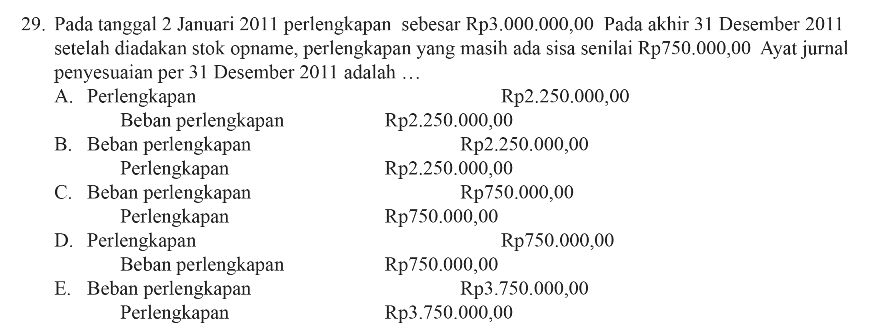 29. Pada tanggal 2 Januari 2011 perlengkapan sebesar Rp3.000.000,00 Pada akhir 31 Desember 2011
setelah diadakan stok opname, perlengkapan yang masih ada sisa senilai Rp750.000,00 Ayat jurnal
penyesuaian per 31 Desember 2011 adalah …
A. Perlengkapan Rp2.250.000,00
Beban perlengkapan Rp2.250.000,00
B. Beban perlengkapan Rp2.250.000,00
Perlengkapan Rp2.250.000,00
C. Beban perlengkapan Rp750.000,00
Perlengkapan Rp750.000,00
D. Perlengkapan Rp750.000,00
Beban perlengkapan Rp750.000,00
E. Beban perlengkapan Rp3.750.000,00
Perlengkapan Rp3.750.000,00